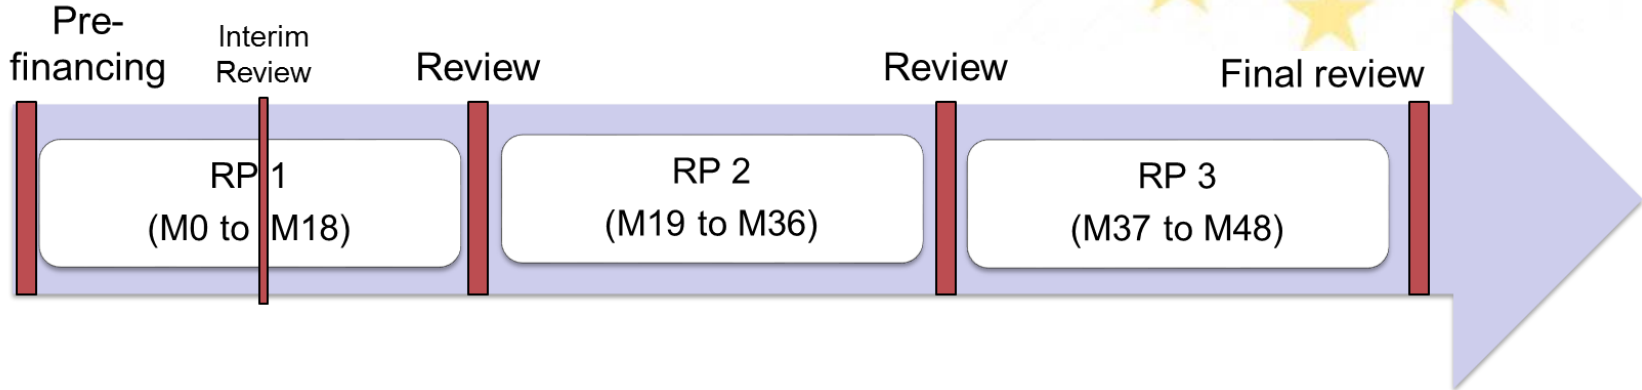 Pre-
financing
Interim
Review
Review
Review
Final review
RP 1
(M0 to M18)
RP 2
(M19 to M36)
RP 3
(M37 to M48)